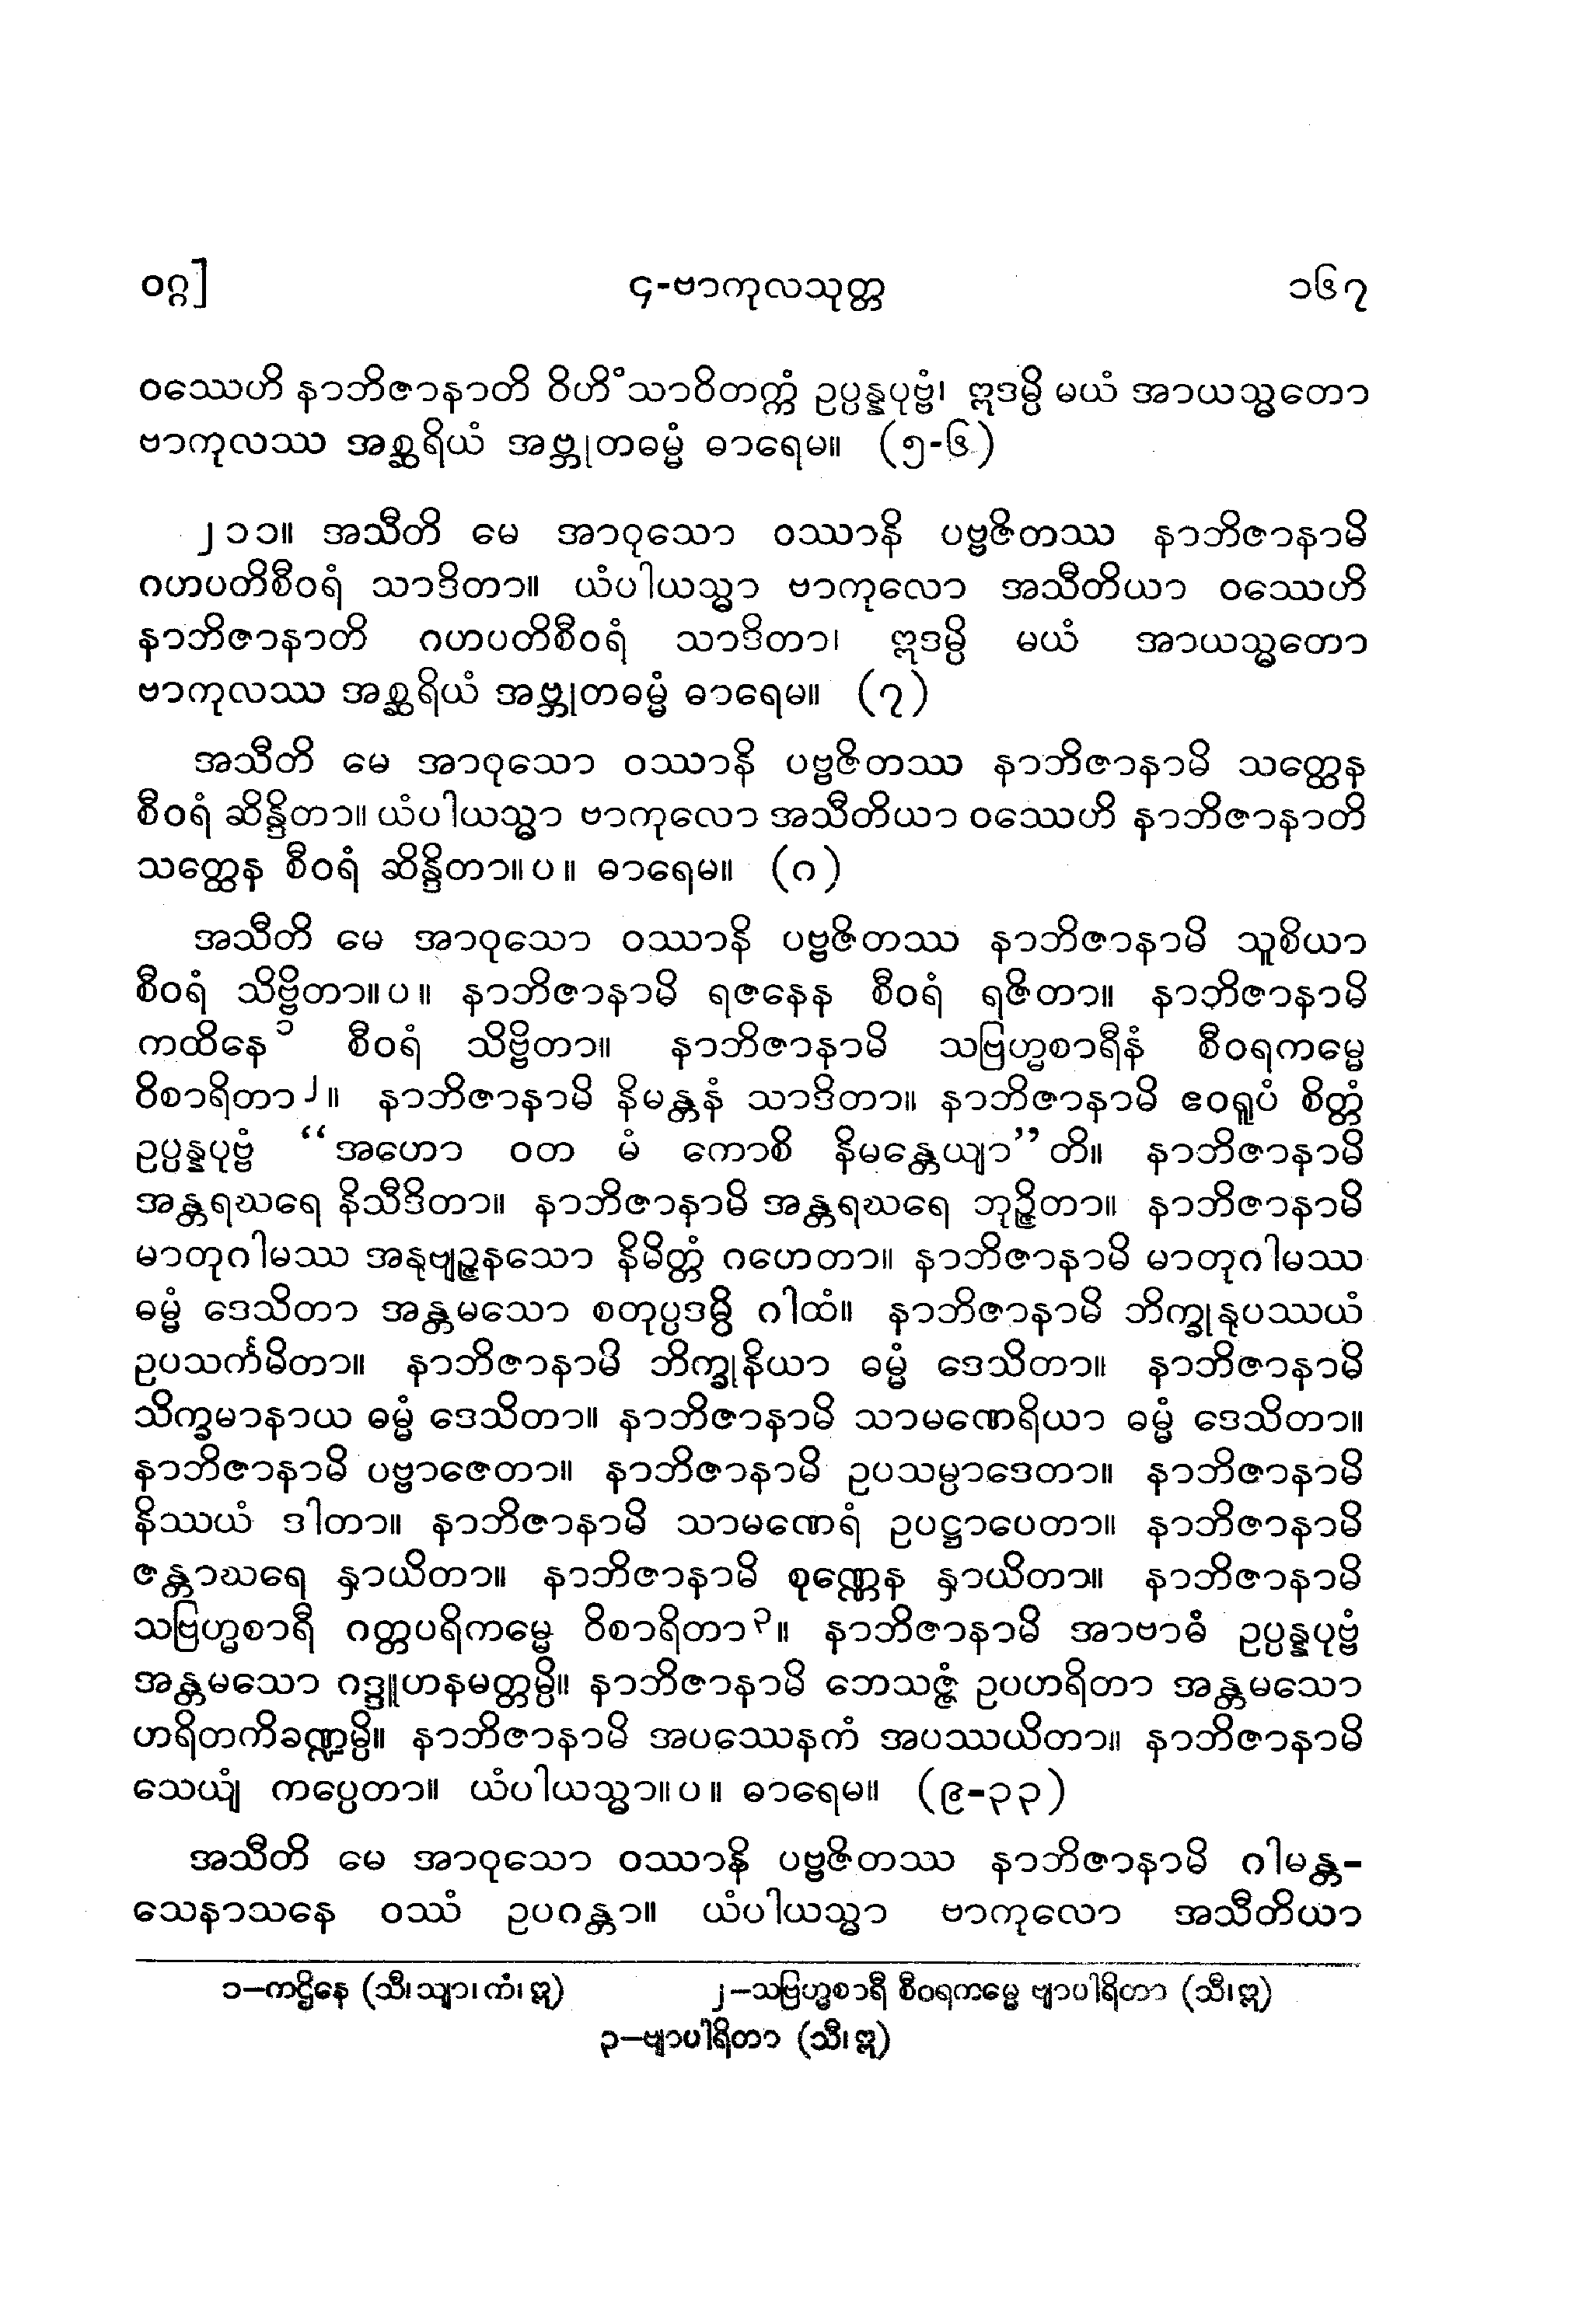 ဝဂ္ဂ] ၄-ဗာကုလသုတ္တ ၁၆၇
ဝဿေဟိ နာဘိဇာနာတိ ဝိဟိံသာဝိတက္ကံ ဥပ္ပန္နပုဗ္ဗံ၊ ဣဒမ္ပိ မယံ အာယသ္မတော
ဗာကုလဿ အစ္ဆရိယံ အဗ္ဘုတဓမ္မံ ဓာရေမ။ (၅-၆)
၂၁၁။ အသီတိ မေ အာဝုသော ဝဿာနိ ပဗ္ဗဇိတဿ နာဘိဇာနာမိ
ဂဟပတိစီဝရံ သာဒိတာ။ ယံပါယသ္မာ ဗာကုလော အသီတိယာ ဝဿေဟိ
နာဘိဇာနာတိ ဂဟပတိစီဝရံ သာဒိတာ၊ ဣဒမ္ပိ မယံ အာယသ္မတော
ဗာကုလဿ အစ္ဆရိယံ အဗ္ဘုတဓမ္မံ ဓာရေမ။ (၇)
အသီတိ မေ အာဝုသော ဝဿာနိ ပဗ္ဗဇိတဿ နာဘိဇာနာမိ သတ္ထေန
စီဝရံ ဆိန္ဒိတာ။ ယံပါယသ္မာ ဗာကုလော အသီတိယာ ဝဿေဟိ နာဘိဇာနာတိ
သတ္ထေန စီဝရံ ဆိန္ဒိတာ။ပ။ ဓာရေမ။ (၈)
အသီတိ မေ အာဝုသော ဝဿာနိ ပဗ္ဗဇိတဿ နာဘိဇာနာမိ သူစိယာ
စီဝရံ သိဗ္ဗိတာ။ပ။ နာဘိဇာနာမိ ရဇနေန စီဝရံ ရဇိတာ။ နာဘိဇာနာမိ
ကထိနေ၁ စီဝရံ သိဗ္ဗိတာ။ နာဘိဇာနာမိ သဗြဟ္မစာရီနံ စီဝရကမ္မေ
ဝိစာရိတာ၂။ နာဘိဇာနာမိ နိမန္တနံ သာဒိတာ။ နာဘိဇာနာမိ ဧဝရူပံ စိတ္တံ
ဥပ္ပန္နပုဗ္ဗံ “အဟော ဝတ မံ ကောစိ နိမန္တေယျာ”တိ။ နာဘိဇာနာမိ
အန္တရဃရေ နိသီဒိတာ။ နာဘိဇာနာမိ အန္တရဃရေ ဘုဉ္ဇိတာ။ နာဘိဇာနာမိ
မာတုဂါမဿ အနုဗျဉ္ဇနသော နိမိတ္တံ ဂဟေတာ။ နာဘိဇာနာမိ မာတုဂါမဿ
ဓမ္မံ ဒေသိတာ အန္တမသော စတုပ္ပဒမ္ပိ ဂါထံ။ နာဘိဇာနာမိ ဘိက္ခုနုပဿယံ
ဥပသင်္ကမိတာ။ နာဘိဇာနာမိ ဘိက္ခုနိယာ ဓမ္မံ ဒေသိတာ။ နာဘိဇာနာမိ
သိက္ခမာနာယ ဓမ္မံ ဒေသိတာ။ နာဘိဇာနာမိ သာမဏေရိယာ ဓမ္မံ ဒေသိတာ။
နာဘိဇာနာမိ ပဗ္ဗာဇေတာ။ နာဘိဇာနာမိ ဥပသမ္ပာဒေတာ။ နာဘိဇာနာမိ
နိဿယံ ဒါတာ။ နာဘိဇာနာမိ သာမဏေရံ ဥပဋ္ဌာပေတာ။ နာဘိဇာနာမိ
ဇန္တာဃရေ နှာယိတာ။ နာဘိဇာနာမိ စုဏ္ဏေန နှာယိတာ။ နာဘိဇာနာမိ
သဗြဟ္မစာရီ ဂတ္တပရိကမ္မေ ဝိစာရိတာ၃။ နာဘိဇာနာမိ အာဗာဓံ ဥပ္ပန္နပုဗ္ဗံ
အန္တမသော ဂဒ္ဒူဟနမတ္တမ္ပိ။ နာဘိဇာနာမိ ဘေသဇ္ဇံ ဥပဟရိတာ အန္တမသော
ဟရိတကိခဏ္ဍမ္ပိ။ နာဘိဇာနာမိ အပဿေနကံ အပဿယိတာ။ နာဘိဇာနာမိ
သေယျံ ကပ္ပေတာ။ ယံပါယသ္မာ။ပ။ ဓာရေမ။ (၉-၃၃)
အသီတိ မေ အာဝုသော ဝဿာနိ ပဗ္ဗဇိတဿ နာဘိဇာနာမိ ဂါမန္တ-
သေနာသနေ ဝဿံ ဥပဂန္တာ။ ယံပါယသ္မာ ဗာကုလော အသီတိယာ
၁–ကဌိနေ (သီ၊ သျာ၊ ကံ၊ ဣ) ၂–သဗြဟ္မစာရီ စီဝရကမ္မေ ဗျာပါရိတာ (သီ၊ ဣ)
၃–ဗျာပါရိတာ (သီ၊ ဣ)